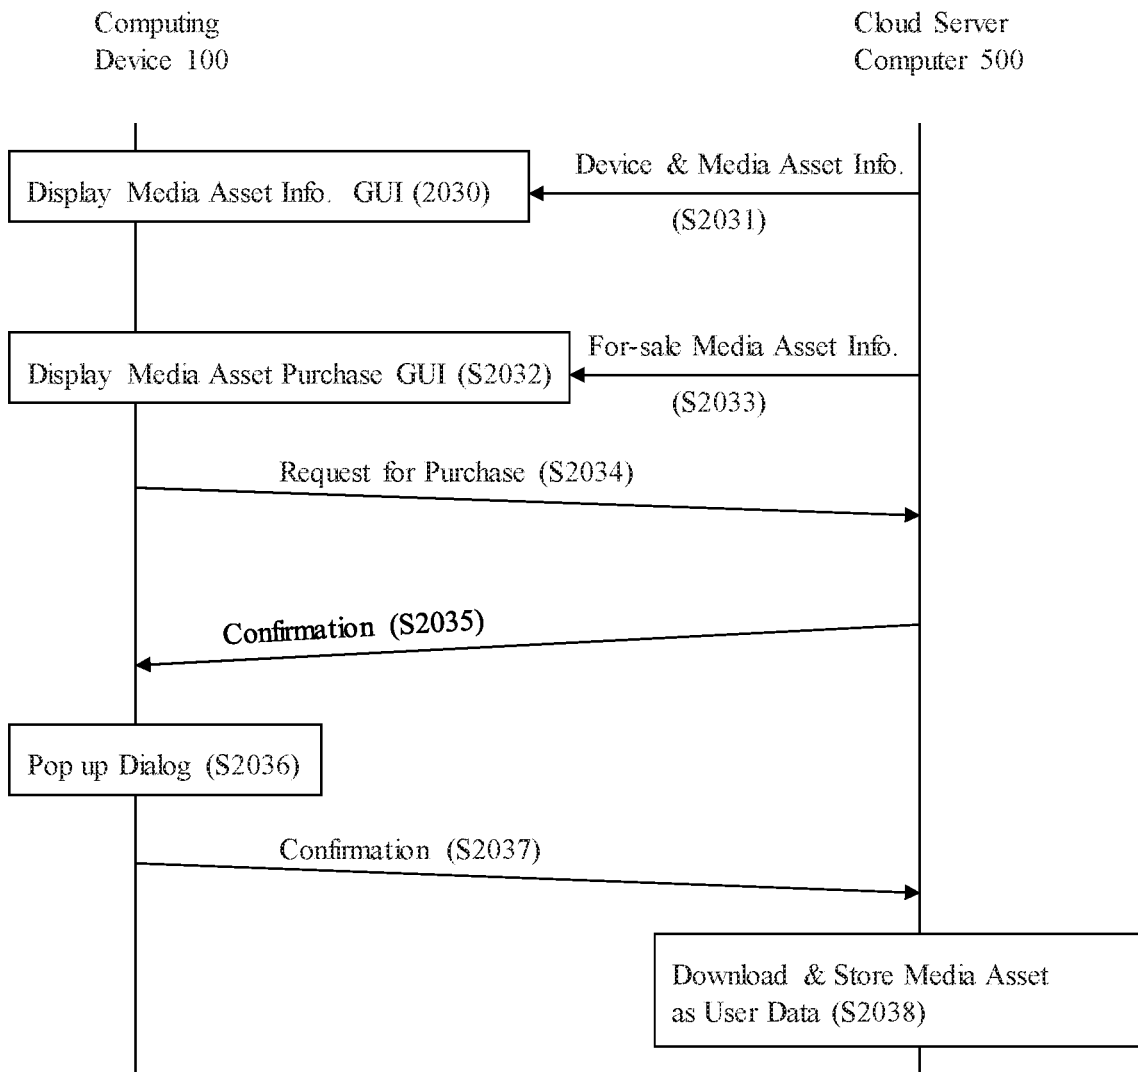 Computing
Device 100
Cloud Server
Computer 500
Device & Media Asset Info.
Display Media Asset Info. GUI (2030)
(S2031)
For-sale Media Asset Info.
Display Media Asset Purchase GUI (S2032)
(S2033)
Request for Purchase (S2034)
Confirmation (S2035)
Pop up Dialog (S2036)
Confirmation (S2037)
Download & Store Media Asset
as User Data (S2038)